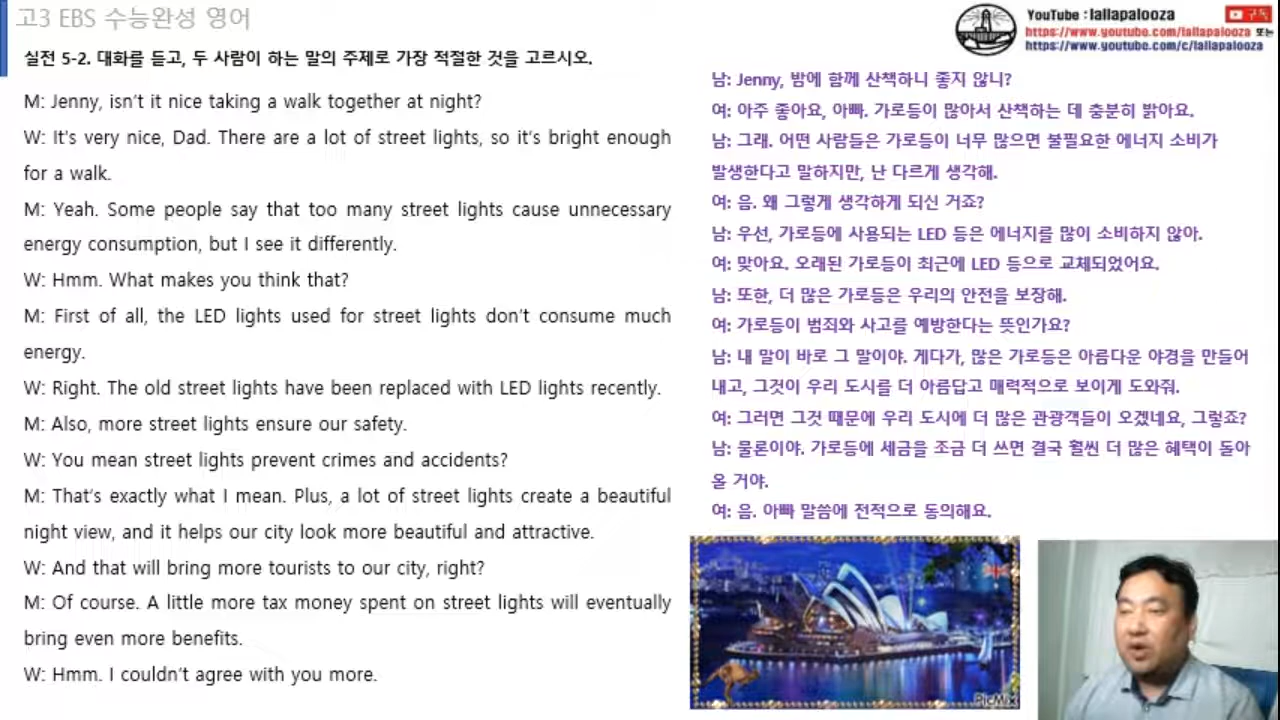 고3 EBS 수능완성 영어
YouTube : lallapalooza
구독
https://www.youtube.com/lallapalooza 또는
https://www.youtube.com/c/lallapalooza
실전 5-2. 대화를 듣고, 두 사람이 하는 말의 주제로 가장 적절한 것을 고르시오.
M: Jenny, isn't it nice taking a walk together at night?
W: It's very nice, Dad. There are a lot of street lights, so it's bright enough
for a walk.
M: Yeah. Some people say that too many street lights cause unnecessary
energy consumption, but I see it differently.
W: Hmm. What makes you think that?
M: First of all, the LED lights used for street lights don't consume much
energy.
W: Right. The old street lights have been replaced with LED lights recently.
M: Also, more street lights ensure our safety.
W: You mean street lights prevent crimes and accidents?
M: That's exactly what I mean. Plus, a lot of street lights create a beautiful
night view, and it helps our city look more beautiful and attractive.
W: And that will bring more tourists to our city, right?
M: Of course. A little more tax money spent on street lights will eventually
bring even more benefits.
W: Hmm. I couldn't agree with you more.
남: Jenny, 밤에 함께 산책하니 좋지 않니?
여: 아주 좋아요, 아빠. 가로등이 많아서 산책하는 데 충분히 밝아요.
남: 그래. 어떤 사람들은 가로등이 너무 많으면 불필요한 에너지 소비가
발생한다고 말하지만, 난 다르게 생각해.
여: 음. 왜 그렇게 생각하게 되신 거죠?
남: 우선, 가로등에 사용되는 LED 등은 에너지를 많이 소비하지 않아.
여: 맞아요. 오래된 가로등이 최근에 LED 등으로 교체되었어요.
남: 또한, 더 많은 가로등은 우리의 안전을 보장해.
여: 가로등이 범죄와 사고를 예방한다는 뜻인가요?
남: 내 말이 바로 그 말이야. 게다가, 많은 가로등은 아름다운 야경을 만들어
내고, 그것이 우리 도시를 더 아름답고 매력적으로 보이게 도와줘.
여: 그러면 그것 때문에 우리 도시에 더 많은 관광객들이 오겠네요, 그렇죠?
남: 물론이야. 가로등에 세금을 조금 더 쓰면 결국 훨씬 더 많은 혜택이 돌아
올 거야.
여: 음. 아빠 말씀에 전적으로 동의해요.
PicMix